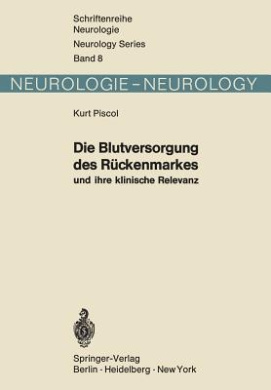 Schriftenreihe
Neurologie
Neurology Series
Band 8
NEUROLOGIE–NEUROLOGY
Kurt Piscol
Die Blutversorgung
des Rückenmarkes
und ihre klinische Relevanz
Springer-Verlag
Berlin · Heidelberg · New York